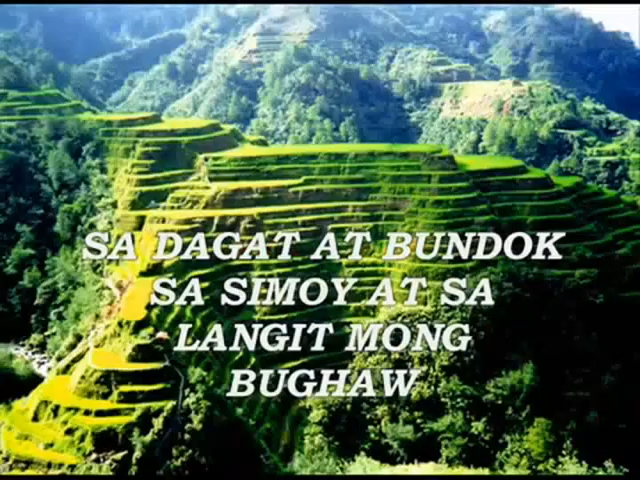 SA DAGAT AT BUNDOK
SA SIMOY AT SA
LANGIT MONG
BUGHAW